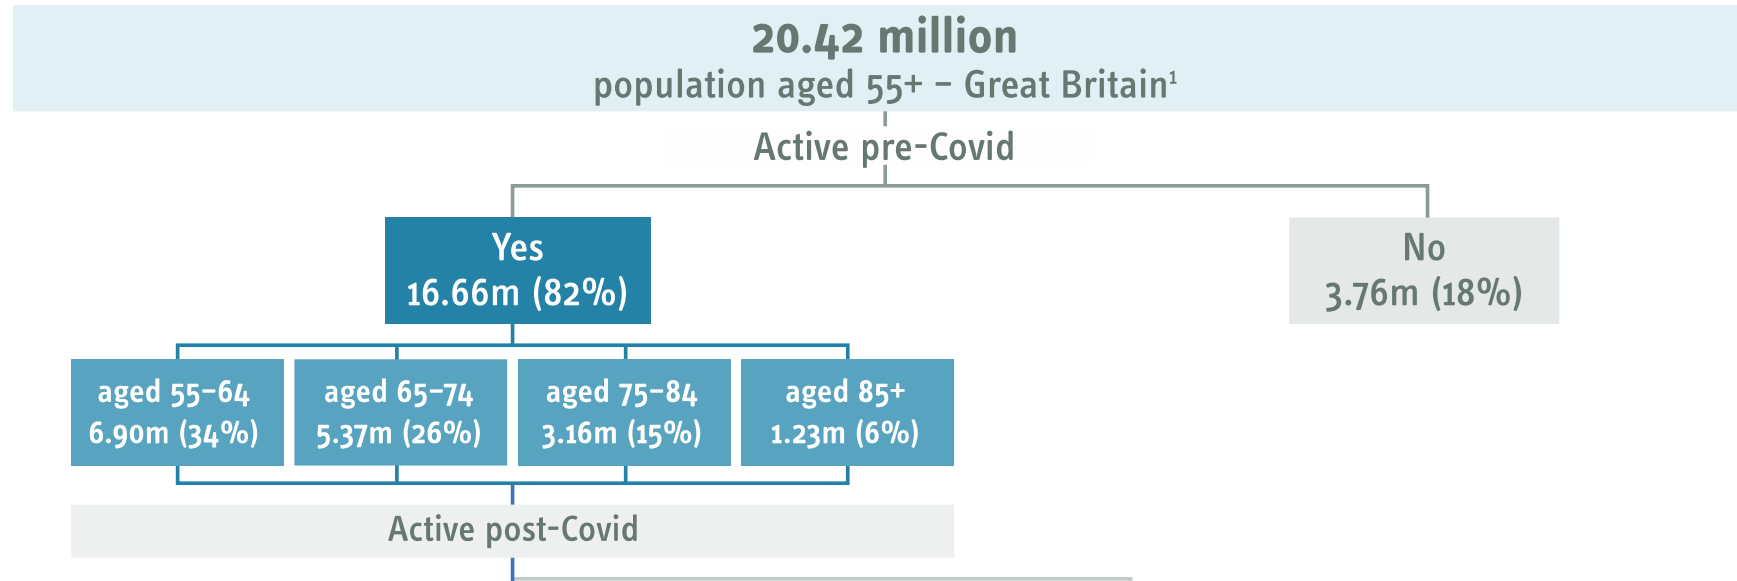 20.42 million
population aged 55+ – Great Britain¹
Active pre-Covid
Yes
16.66m (82%)
No
3.76m (18%)
aged 55–64
6.90m (34%)
aged 65–74
5.37m (26%)
aged 75–84
3.16m (15%)
aged 85+
1.23m (6%)
Active post-Covid